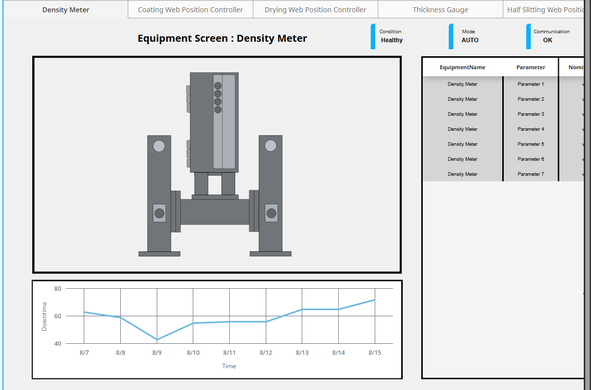 Density Meter
Coating Web Position Controller
Drying Web Position Controller
Thickness Gauge
Half Slitting Web
Equipment Screen : Density Meter
Condition
Healthy
Mode
AUTO
Communication
OK
EquipmentName Parameter
Density Meter Parameter 1
Density Meter Parameter 2
Density Meter Parameter 3
Density Meter Parameter 4
Density Meter Parameter 5
Density Meter Parameter 6
Density Meter Parameter 7
Downtime
80
60
40
8/7 8/8 8/9 8/10 8/11 8/12 8/13 8/14 8/15
Time